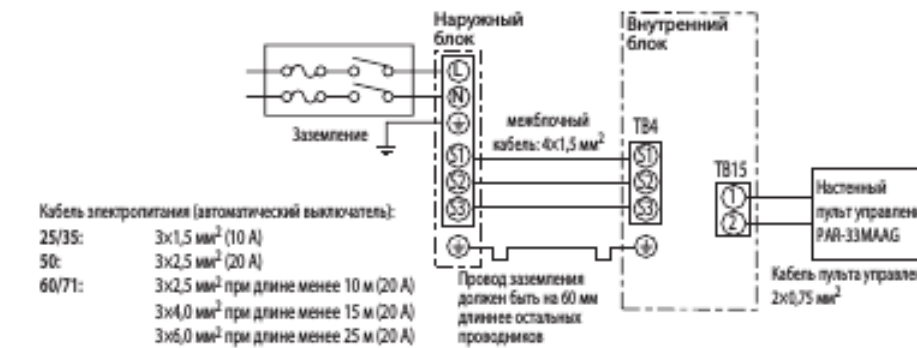 Наружный
блок
Внутренний
блок
L
N
Заземление
межблочный
кабель: 4×1,5 мм²
TB4
S1
S2
S3
S1
S2
S3
TB15
1
2
Настенный
пульт
PAR-33MAAG
Кабель пульта
2×0,75 мм²
Кабель электропитания (автоматический выключатель):
25/35: 3×1,5 мм² (10 А)
50: 3×2,5 мм² (20 А)
60/71: 3×2,5 мм² при длине менее 10 м (20 А)
3×4,0 мм² при длине менее 15 м (20 А)
3×6,0 мм² при длине менее 25 м (20 А)
Провод заземления
должен быть на 60 мм
длиннее остальных
проводников